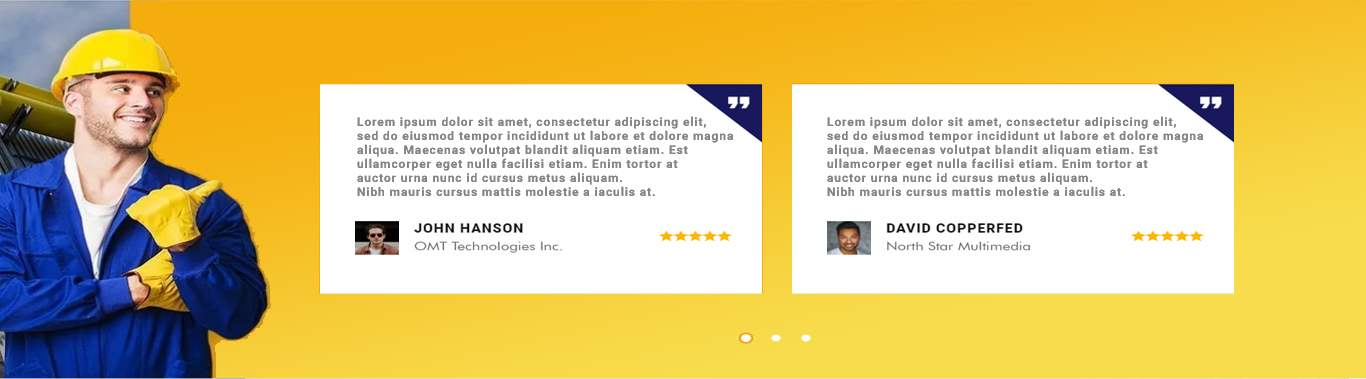 Lorem ipsum dolor sit amet, consectetur adipiscing elit,
sed do eiusmod tempor incididunt ut labore et dolore magna
aliqua. Maecenas volutpat blandit aliquam etiam. Est
ullamcorper eget nulla facilisi etiam. Enim tortor at
auctor urna nunc id cursus metus aliquam.
Nibh mauris cursus mattis molestie a iaculis at.
JOHN HANSON
OMT Technologies Inc.
Lorem ipsum dolor sit amet, consectetur adipiscing elit,
sed do eiusmod tempor incididunt ut labore et dolore magna
aliqua. Maecenas volutpat blandit aliquam etiam. Est
ullamcorper eget nulla facilisi etiam. Enim tortor at
auctor urna nunc id cursus metus aliquam.
Nibh mauris cursus mattis molestie a iaculis at.
DAVID COPPERFED
North Star Multimedia